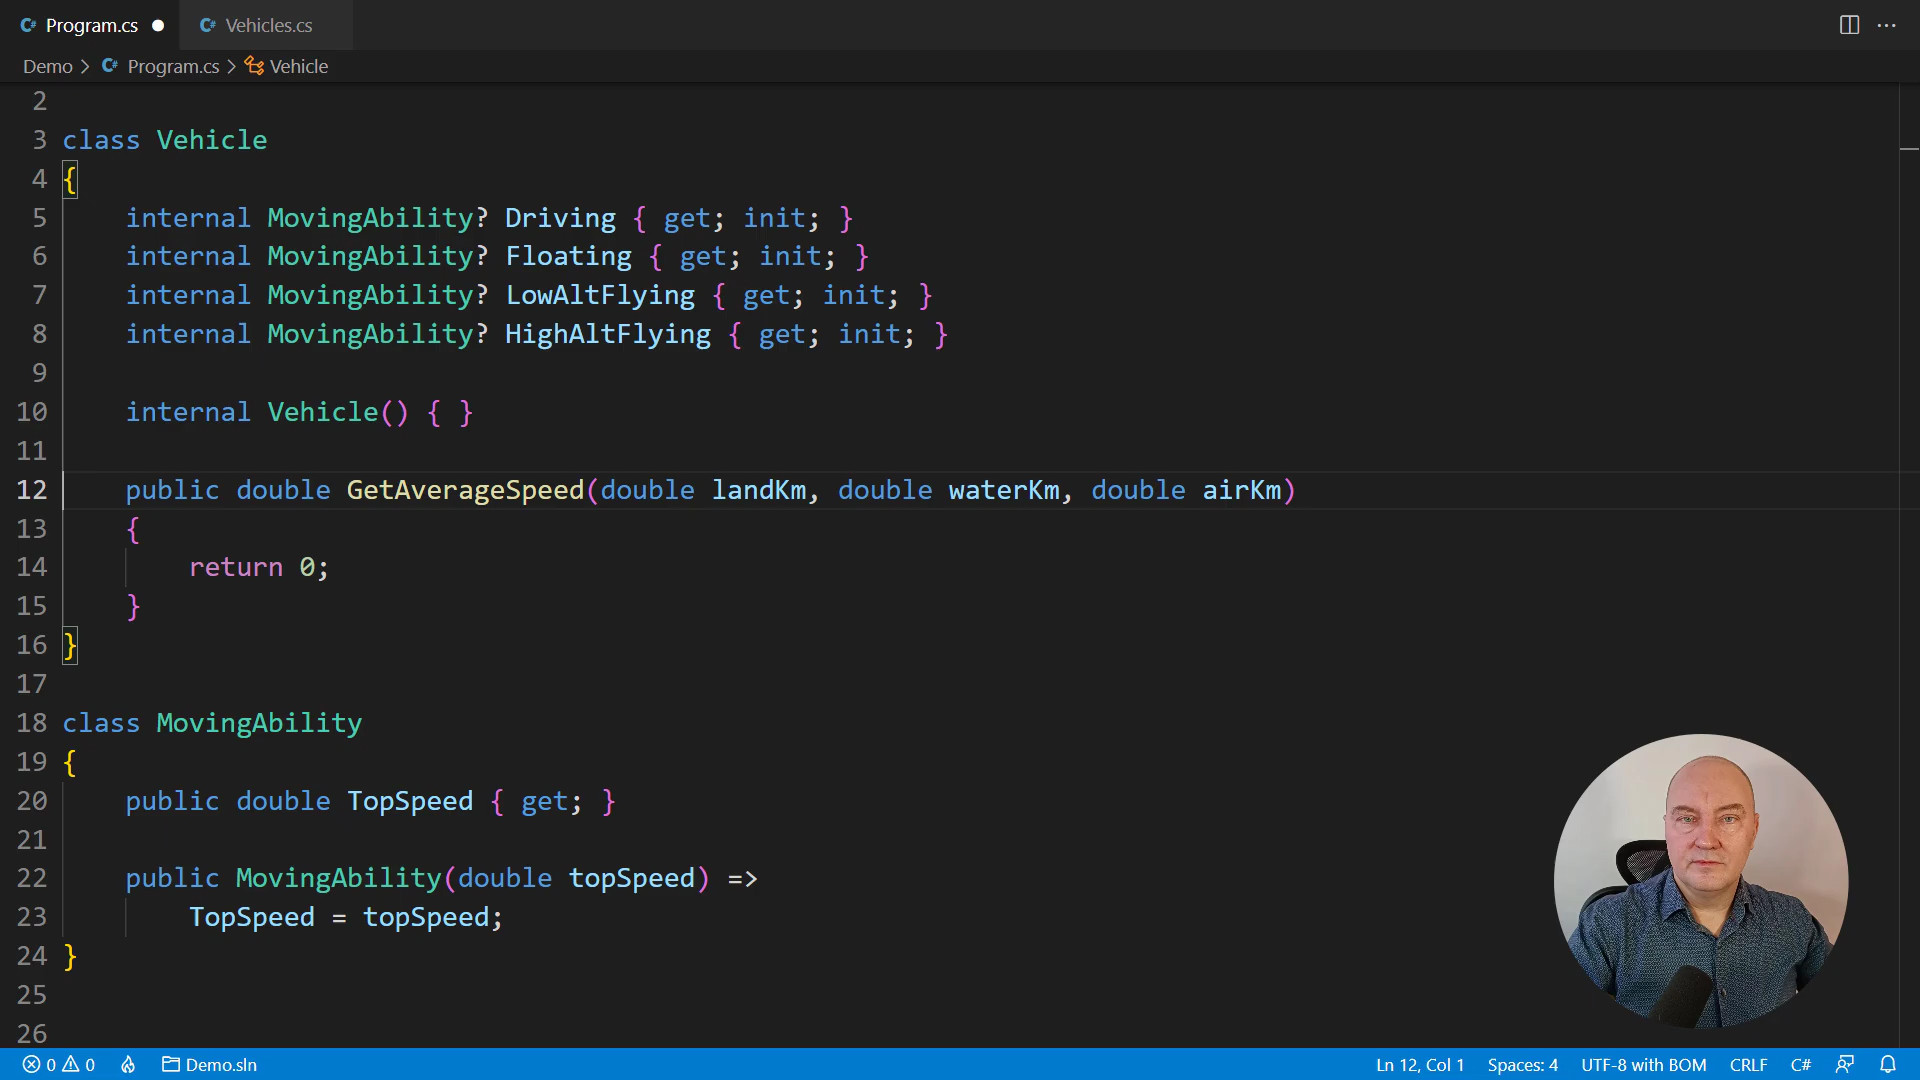 C# Program.cs ● C# Vehicles.cs
Demo > C# Program.cs > Vehicle
2
3 class Vehicle
4 {
5     internal MovingAbility? Driving { get; init; }
6     internal MovingAbility? Floating { get; init; }
7     internal MovingAbility? LowAltFlying { get; init; }
8     internal MovingAbility? HighAltFlying { get; init; }
9
10     internal Vehicle() { }
11
12     public double GetAverageSpeed(double landKm, double waterKm, double airKm)
13     {
14         return 0;
15     }
16 }
17
18 class MovingAbility
19 {
20     public double TopSpeed { get; }
21
22     public MovingAbility(double topSpeed) =>
23         TopSpeed = topSpeed;
24 }
25
26
0 0 Demo.sln Ln 12, Col 1 Spaces: 4 UTF-8 with BOM CRLF C#